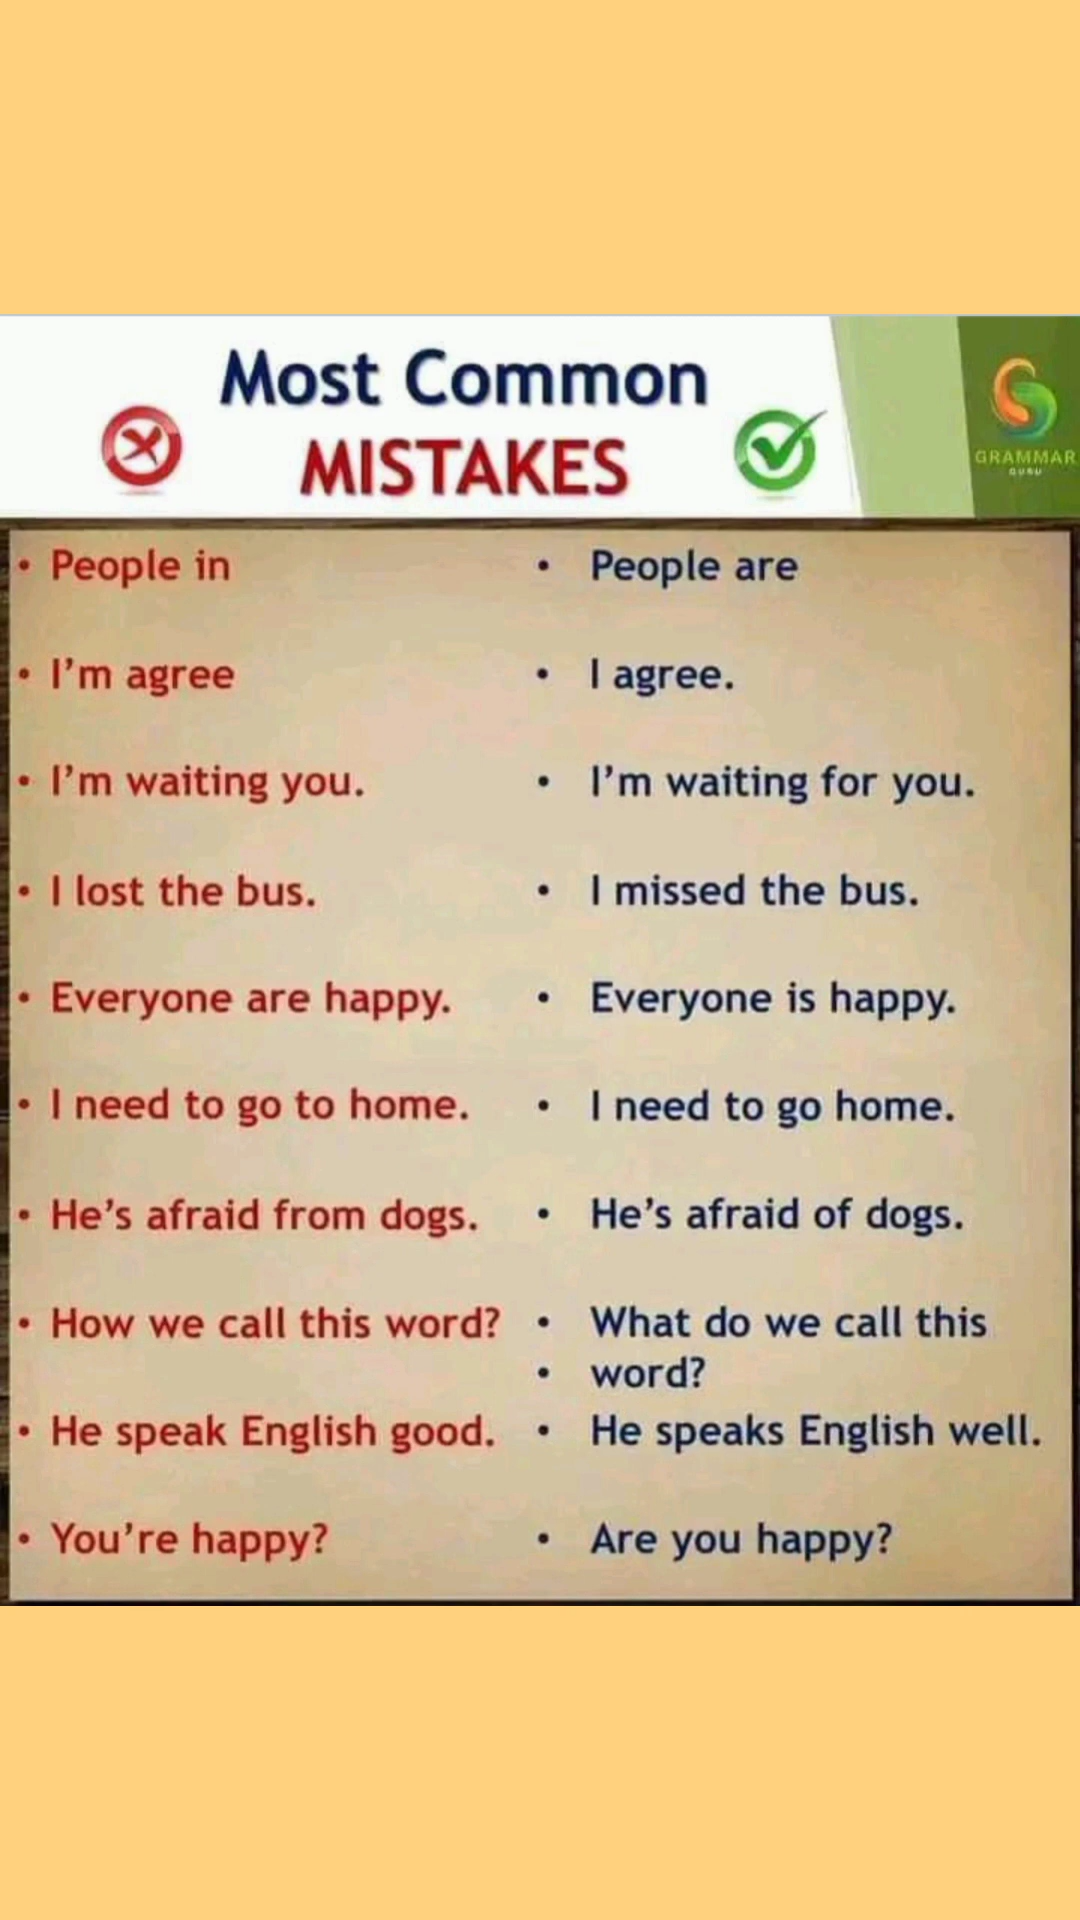 Most Common
MISTAKES
GRAMMAR
GURU
• People in
• People are
• I'm agree
• I agree.
• I'm waiting you.
• I'm waiting for you.
• I lost the bus.
• I missed the bus.
• Everyone are happy.
• Everyone is happy.
• I need to go to home.
• I need to go home.
• He's afraid from dogs.
• He's afraid of dogs.
• How we call this word?
• What do we call this
• word?
• He speak English good.
• He speaks English well.
• You're happy?
• Are you happy?